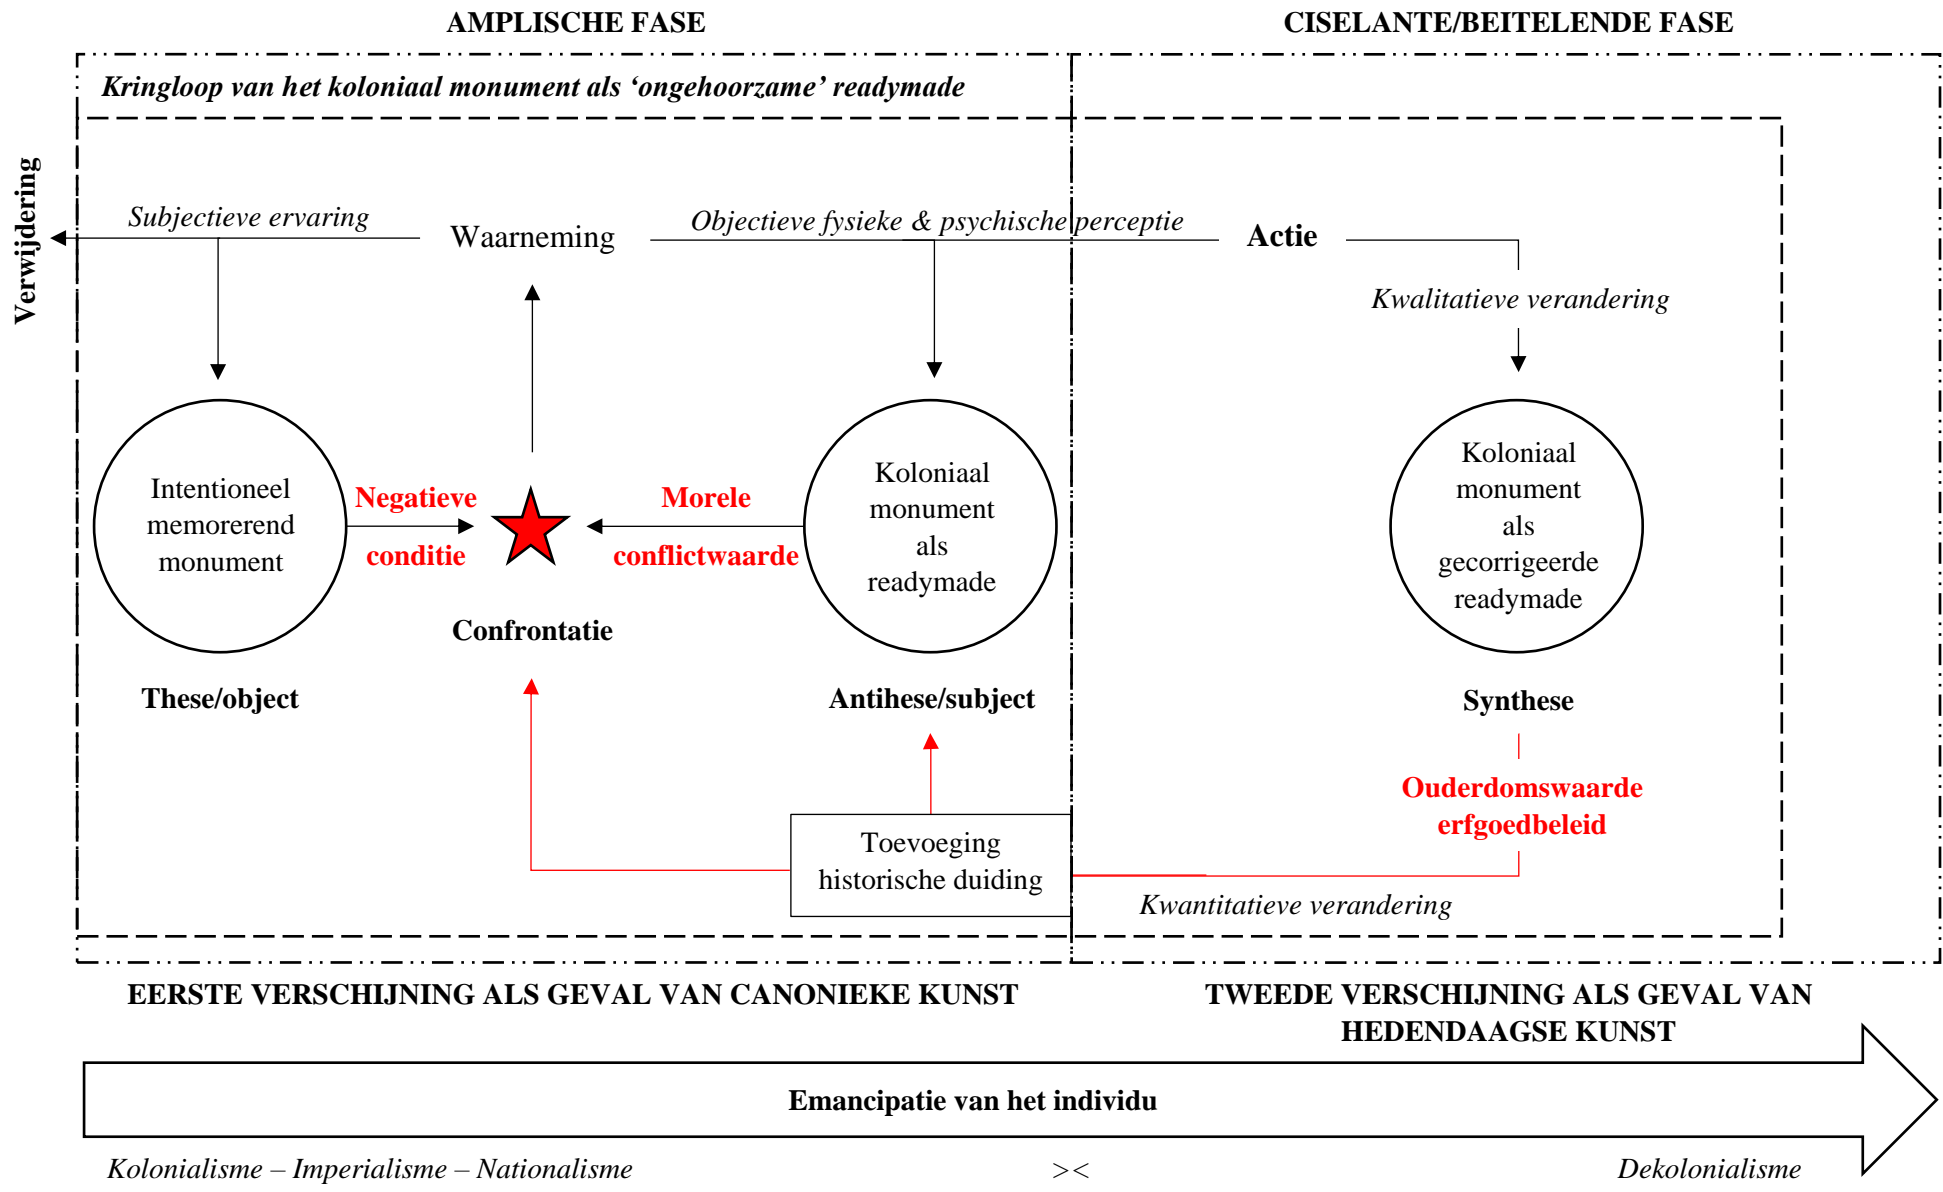 AMPLISCHE FASE
CISELANTE/BEITELENDE FASE
Kringloop van het koloniaal monument als ‘ongehoorzame’ readymade
Verwijdering
Subjectieve ervaring
Waarneming
Objectieve fysieke & psychische perceptie
Actie
Kwalitatieve verandering
Intentioneel
memorerend
monument
Negatieve
conditie
Morele
conflictwaarde
Koloniaal
monument
als
readymade
Koloniaal
monument
als
gecorrigeerde
readymade
Confrontatie
These/object
Antihese/subject
Synthese
Ouderdomswaarde
erfgoedbeleid
Toevoeging
historische duiding
Kwantitatieve verandering
EERSTE VERSCHIJNING ALS GEVAL VAN CANONIEKE KUNST
TWEEDE VERSCHIJNING ALS GEVAL VAN
HEDENDAAGSE KUNST
Emancipatie van het individu
Kolonialisme – Imperialisme – Nationalisme
><
Dekolonialisme